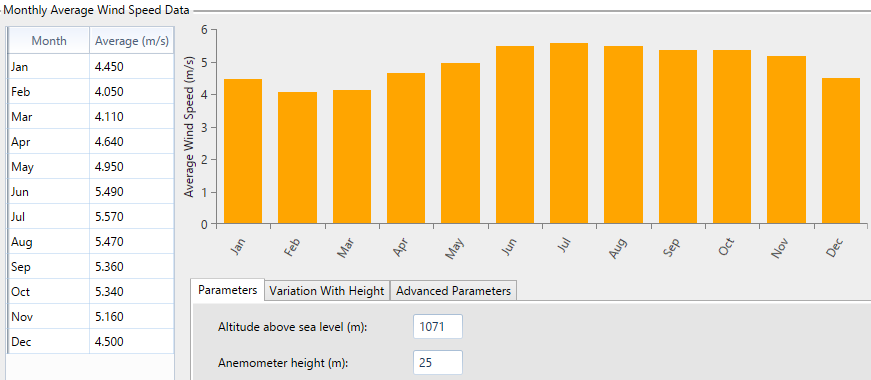 Monthly Average Wind Speed Data
Month Average (m/s)
Jan 4.450
Feb 4.050
Mar 4.110
Apr 4.640
May 4.950
Jun 5.490
Jul 5.570
Aug 5.470
Sep 5.360
Oct 5.340
Nov 5.160
Dec 4.500
Average Wind Speed (m/s)
6
5
4
3
2
1
0
Jan Feb Mar Apr May Jun Jul Aug Sep Oct Nov Dec
Parameters Variation With Height Advanced Parameters
Altitude above sea level (m): 1071
Anemometer height (m): 25